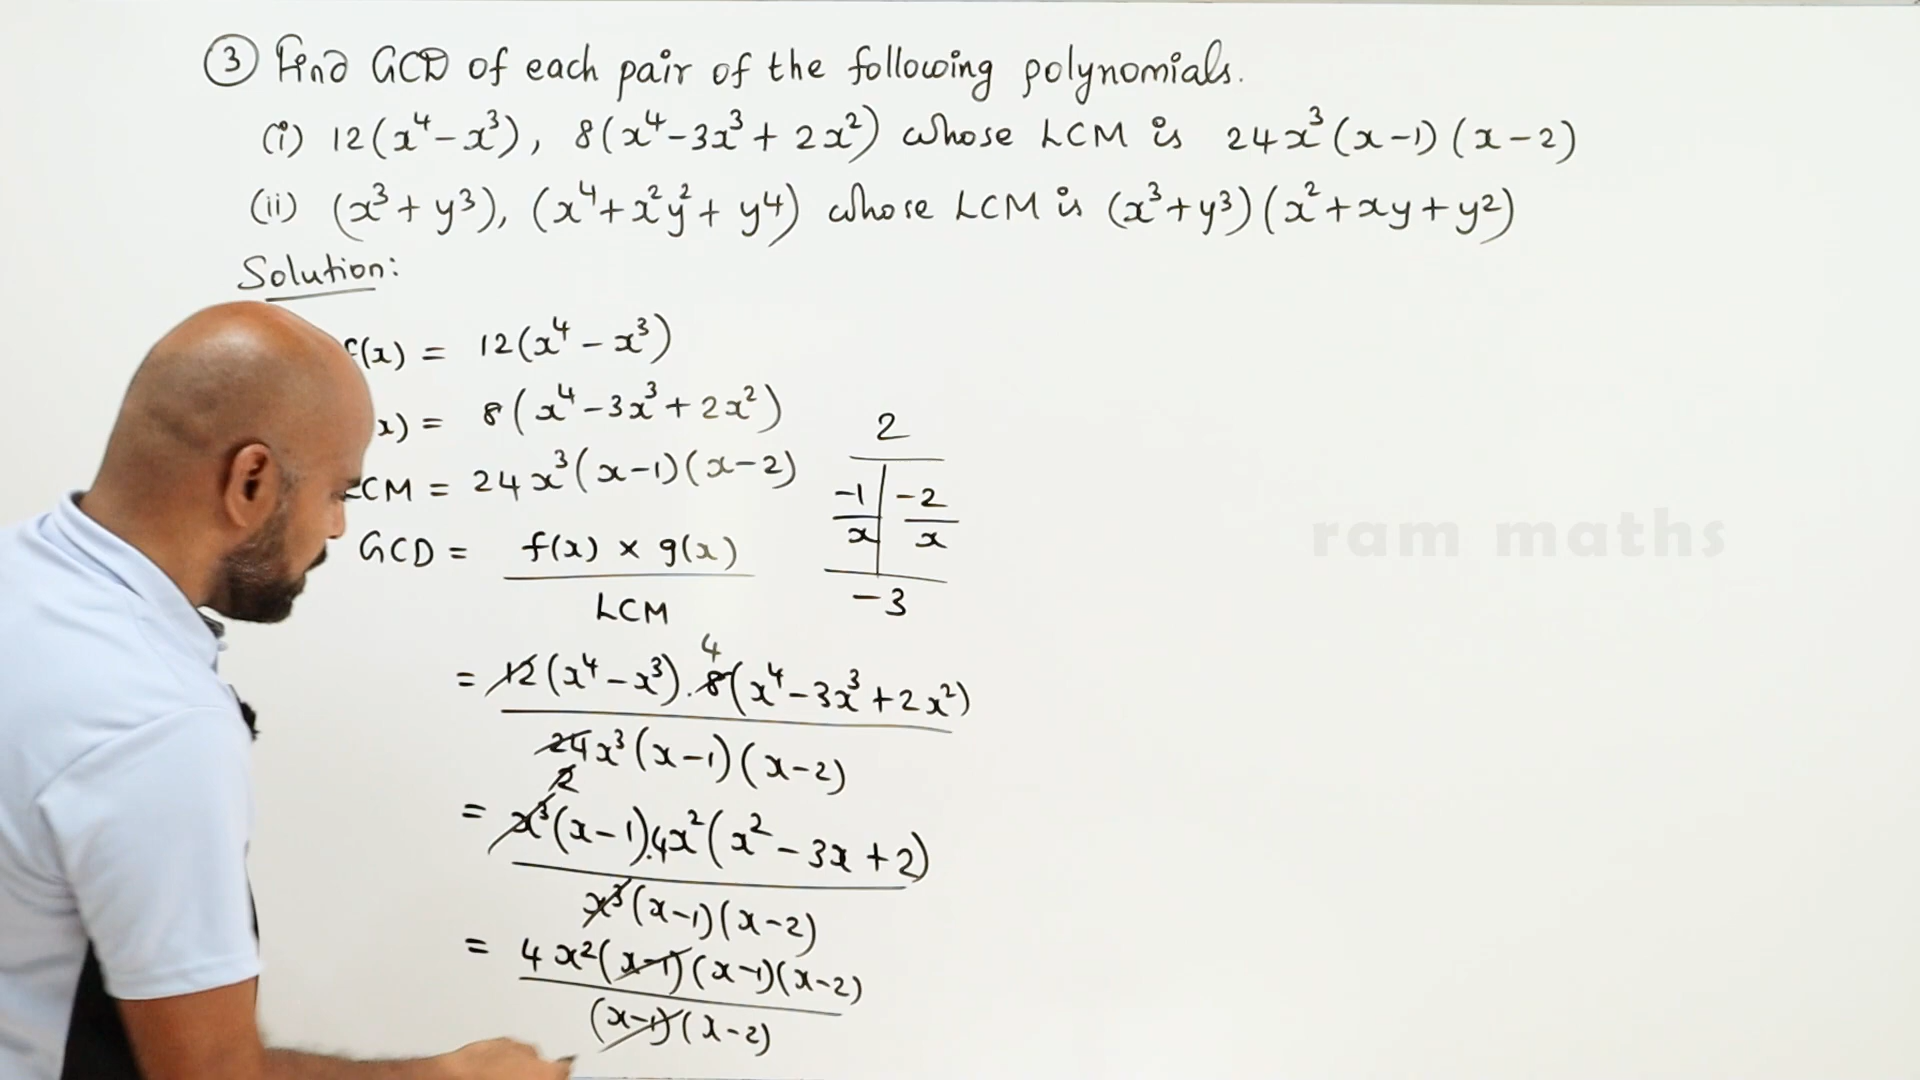 ③ Find GCD of each pair of the following polynomials.
(i) 12(x⁴-x³), 8(x⁴-3x³+2x²) whose LCM is 24x³(x-1)(x-2)
(ii) (x³+y³), (x⁴+x²y²+y⁴) whose LCM is (x³+y³)(x²+xy+y²)
Solution:
f(x) = 12(x⁴-x³)
x) = 8(x⁴-3x³+2x²)
LCM = 24x³(x-1)(x-2)
2
-1 | -2
x | x
-3
GCD = f(x) × g(x)
LCM
4
= 12(x⁴-x³).8(x⁴-3x³+2x²)
24x³(x-1)(x-2)
2
= x³(x-1).4x²(x²-3x+2)
x³(x-1)(x-2)
= 4x²(x-1)(x-1)(x-2)
(x-1)(x-2)
ram maths